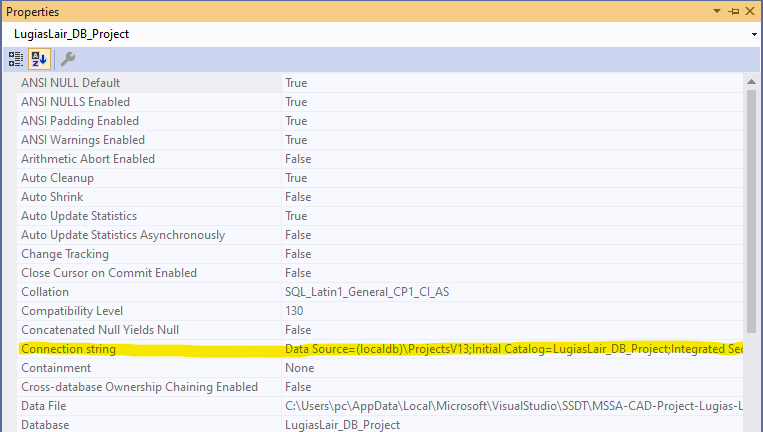 Properties
LugiasLair_DB_Project
ANSI NULL Default True
ANSI NULLS Enabled True
ANSI Padding Enabled True
ANSI Warnings Enabled True
Arithmetic Abort Enabled False
Auto Cleanup True
Auto Shrink False
Auto Update Statistics True
Auto Update Statistics Asynchronously False
Change Tracking False
Close Cursor on Commit Enabled False
Collation SQL_Latin1_General_CP1_CI_AS
Compatibility Level 130
Concatenated Null Yields Null False
Connection string Data Source=(localdb)\ProjectsV13;Initial Catalog=LugiasLair_DB_Project;Integrated Sec
Containment None
Cross-database Ownership Chaining Enabled False
Data File C:\Users\pc\AppData\Local\Microsoft\VisualStudio\SSDT\MSSA-CAD-Project-Lugias-L
Database LugiasLair_DB_Project